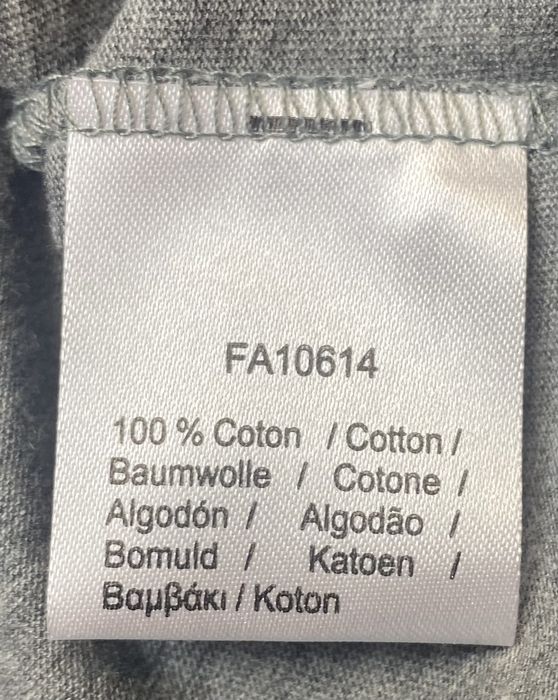 FA10614
100 % Coton / Cotton /
Baumwolle / Cotone /
Algodón / Algodão /
Bomuld / Katoen /
Βαμβάκι / Koton